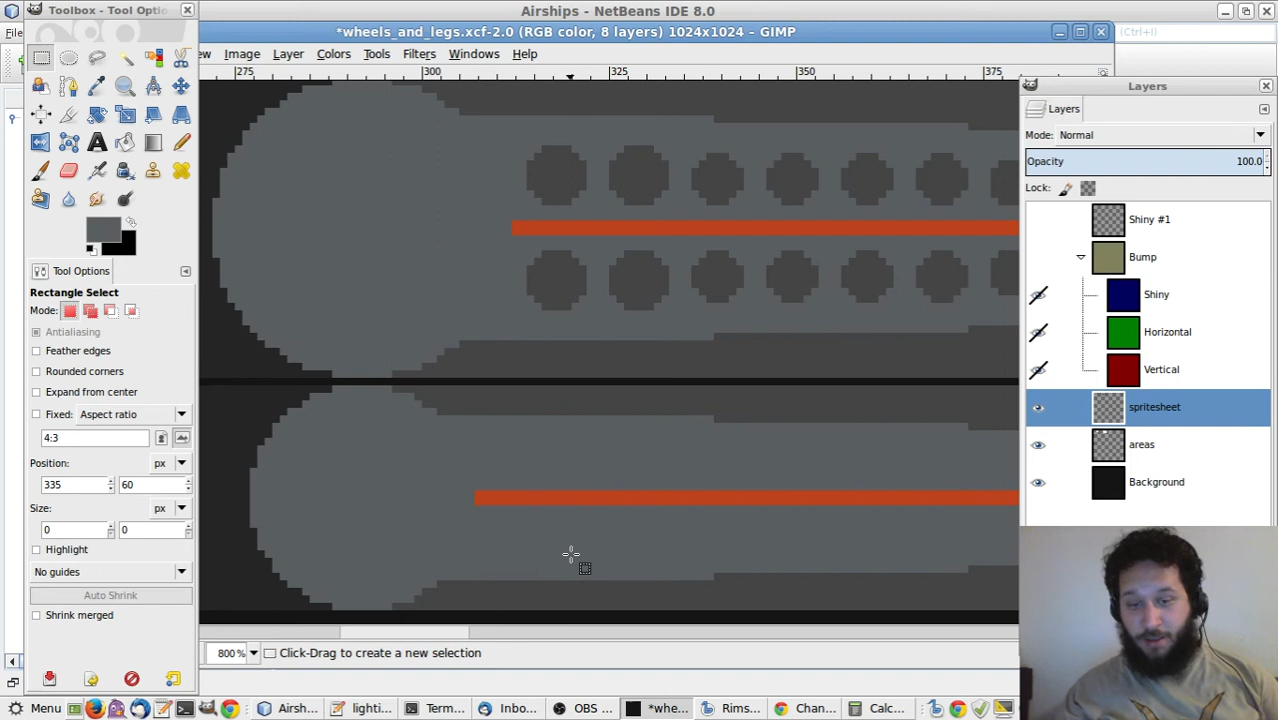 Toolbox - Tool Optio
Airships - NetBeans IDE 8.0
File
*wheels_and_legs.xcf-2.0 (RGB color, 8 layers) 1024x1024 – GIMP
(Ctrl+I)
ew Image Layer Colors Tools Filters Windows Help
275 300 325 350 375
Layers
Layers
Mode: Normal
Opacity 100.0
Lock:
Shiny #1
Bump
Shiny
Horizontal
Vertical
spritesheet
areas
Background
Tool Options
Rectangle Select
Mode:
Antialiasing
Feather edges
Rounded corners
Expand from center
Fixed: Aspect ratio
4:3
Position: px
335 60
Size: px
0 0
Highlight
No guides
Auto Shrink
Shrink merged
800% Click-Drag to create a new selection
Menu Airsh... lighti... Term... Inbo... OBS ... *whe... Rims... Chan... Calc...